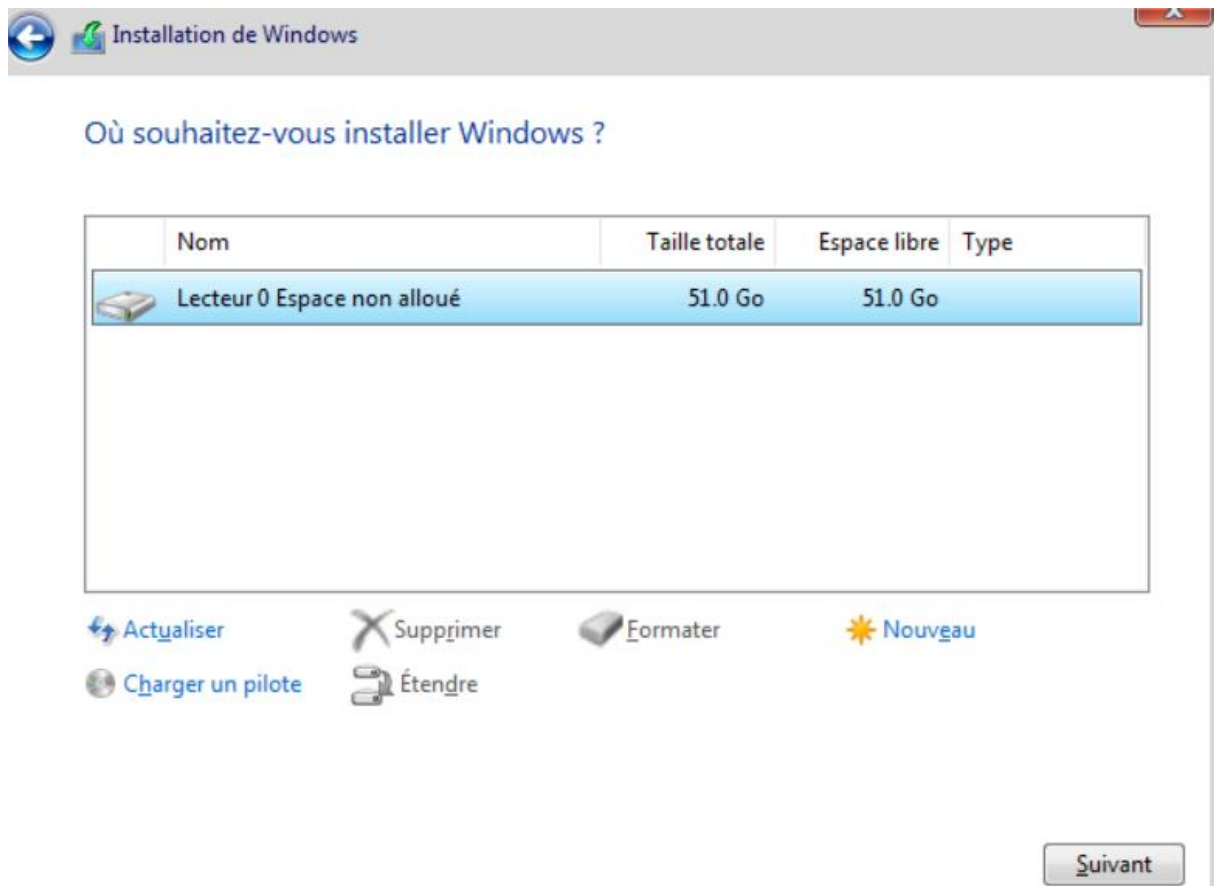 Installation de Windows
Où souhaitez-vous installer Windows ?
Nom Taille totale Espace libre Type
Lecteur 0 Espace non alloué 51.0 Go 51.0 Go
Actualiser Supprimer Formater Nouveau
Charger un pilote Étendre
Suivant